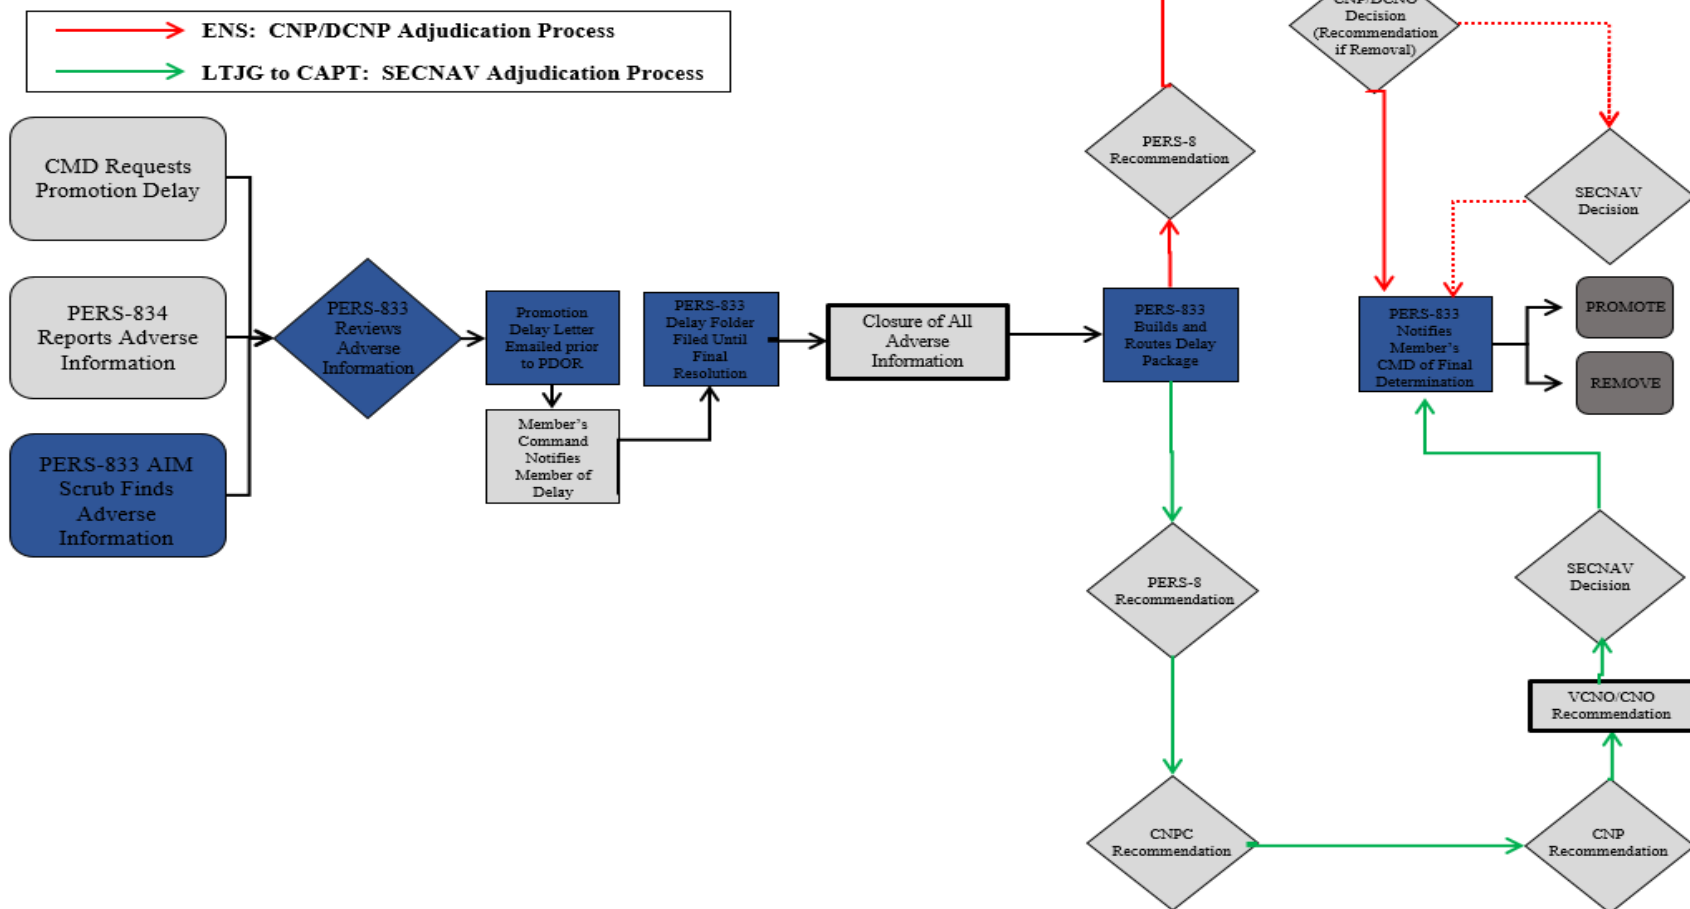 ENS: CNP/DCNP Adjudication Process
LTJG to CAPT: SECNAV Adjudication Process
CMD Requests
Promotion Delay
PERS-834
Reports Adverse
Information
PERS-833 AIM
Scrub Finds
Adverse
Information
PERS-833
Reviews
Adverse
Information
Promotion
Delay Letter
Emailed prior
to PDOR
Member's
Command
Notifies
Member of
Delay
PERS-833
Delay Folder
Filed Until
Final
Resolution
Closure of All
Adverse
Information
PERS-833
Builds and
Routes Delay
Package
PERS-8
Recommendation
CNP/DCNO
Decision
(Recommendation
if Removal)
SECNAV
Decision
PERS-833
Notifies
Member's
CMD of Final
Determination
PROMOTE
REMOVE
PERS-8
Recommendation
CNPC
Recommendation
CNP
Recommendation
VCNO/CNO
Recommendation
SECNAV
Decision